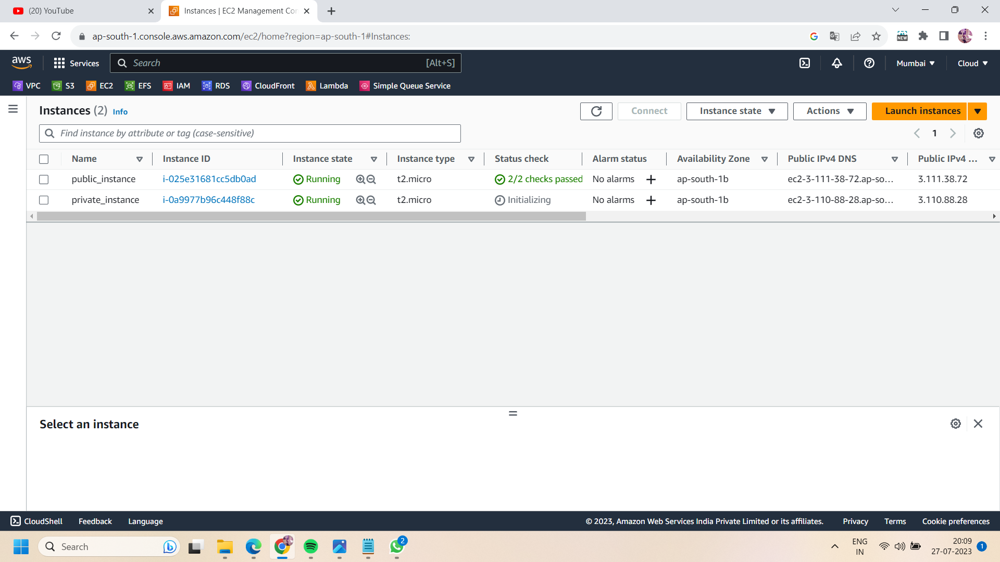 (20) YouTube
Instances | EC2 Management Con
ap-south-1.console.aws.amazon.com/ec2/home?region=ap-south-1#Instances:
NEW
aws
Services
Search
[Alt+S]
Mumbai
Cloud
VPC
S3
EC2
EFS
IAM
RDS
CloudFront
Lambda
Simple Queue Service
Instances (2) Info
Connect
Instance state
Actions
Launch instances
Find instance by attribute or tag (case-sensitive)
1
Name Instance ID Instance state Instance type Status check Alarm status Availability Zone Public IPv4 DNS Public IPv4 ...
public_instance i-025e31681cc5db0ad Running t2.micro 2/2 checks passed No alarms ap-south-1b ec2-3-111-38-72.ap-so... 3.111.38.72
private_instance i-0a9977b96c448f88c Running t2.micro Initializing No alarms ap-south-1b ec2-3-110-88-28.ap-so... 3.110.88.28
Select an instance
CloudShell Feedback Language © 2023, Amazon Web Services India Private Limited or its affiliates. Privacy Terms Cookie preferences
Search
2
ENG
IN
20:09
27-07-2023
1